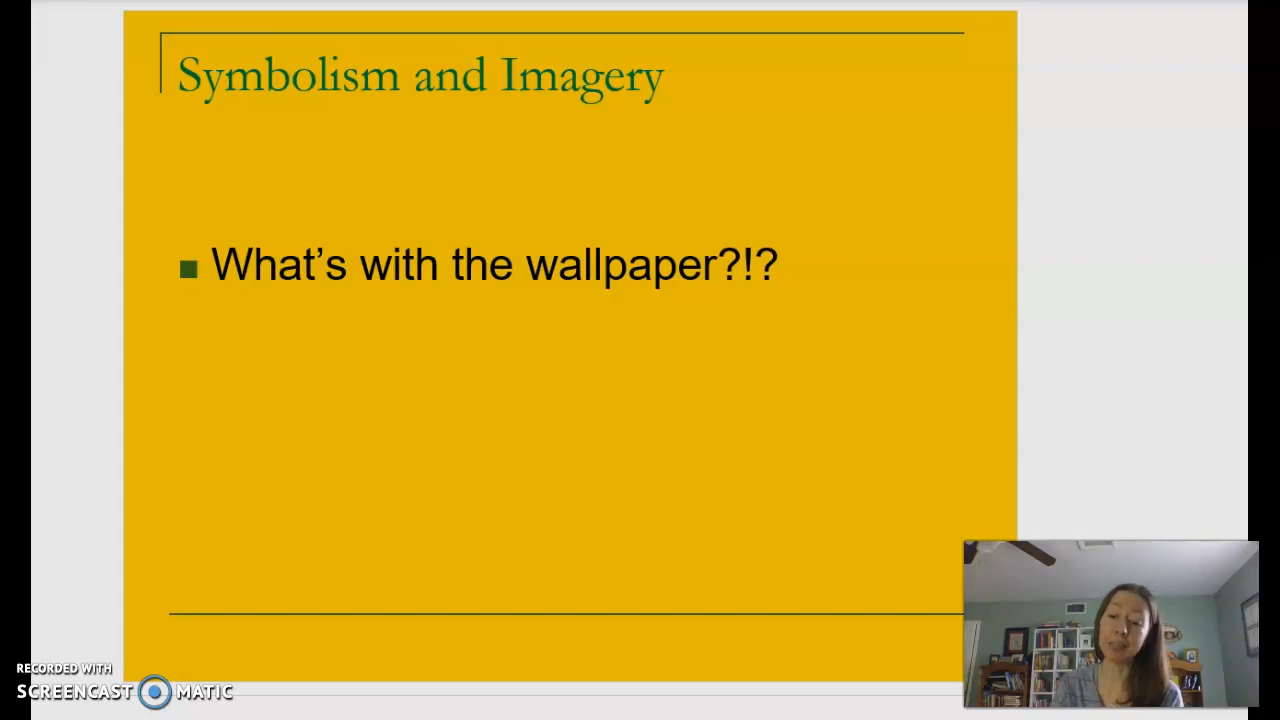 Symbolism and Imagery
What’s with the wallpaper?!?
RECORDED WITH
SCREENCAST MATIC